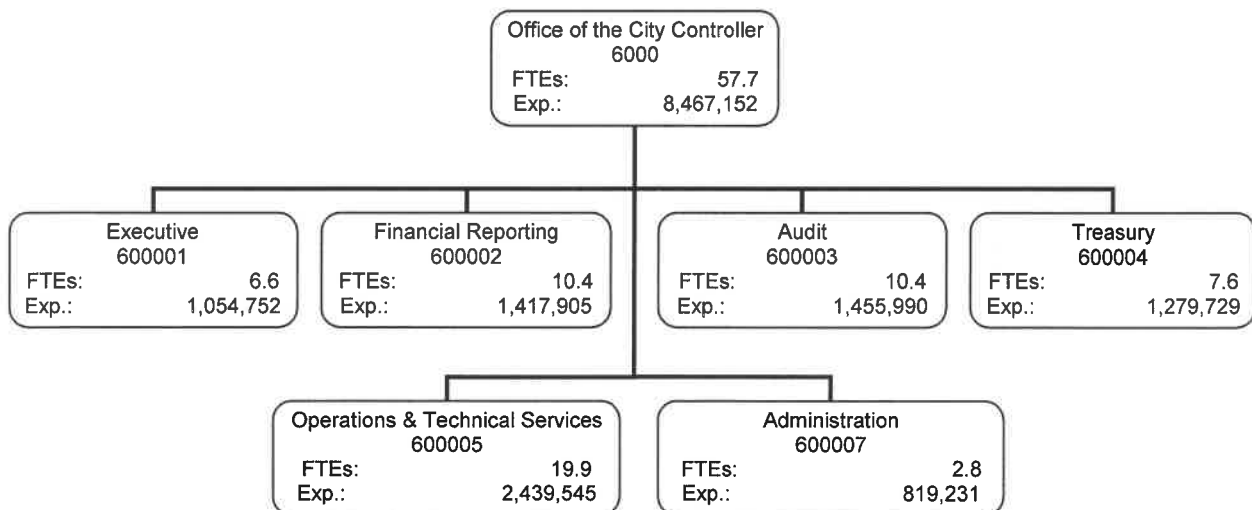 Office of the City Controller
6000
FTEs: 57.7
Exp.: 8,467,152
Executive
600001
FTEs: 6.6
Exp.: 1,054,752
Financial Reporting
600002
FTEs: 10.4
Exp.: 1,417,905
Audit
600003
FTEs: 10.4
Exp.: 1,455,990
Treasury
600004
FTEs: 7.6
Exp.: 1,279,729
Operations & Technical Services
600005
FTEs: 19.9
Exp.: 2,439,545
Administration
600007
FTEs: 2.8
Exp.: 819,231